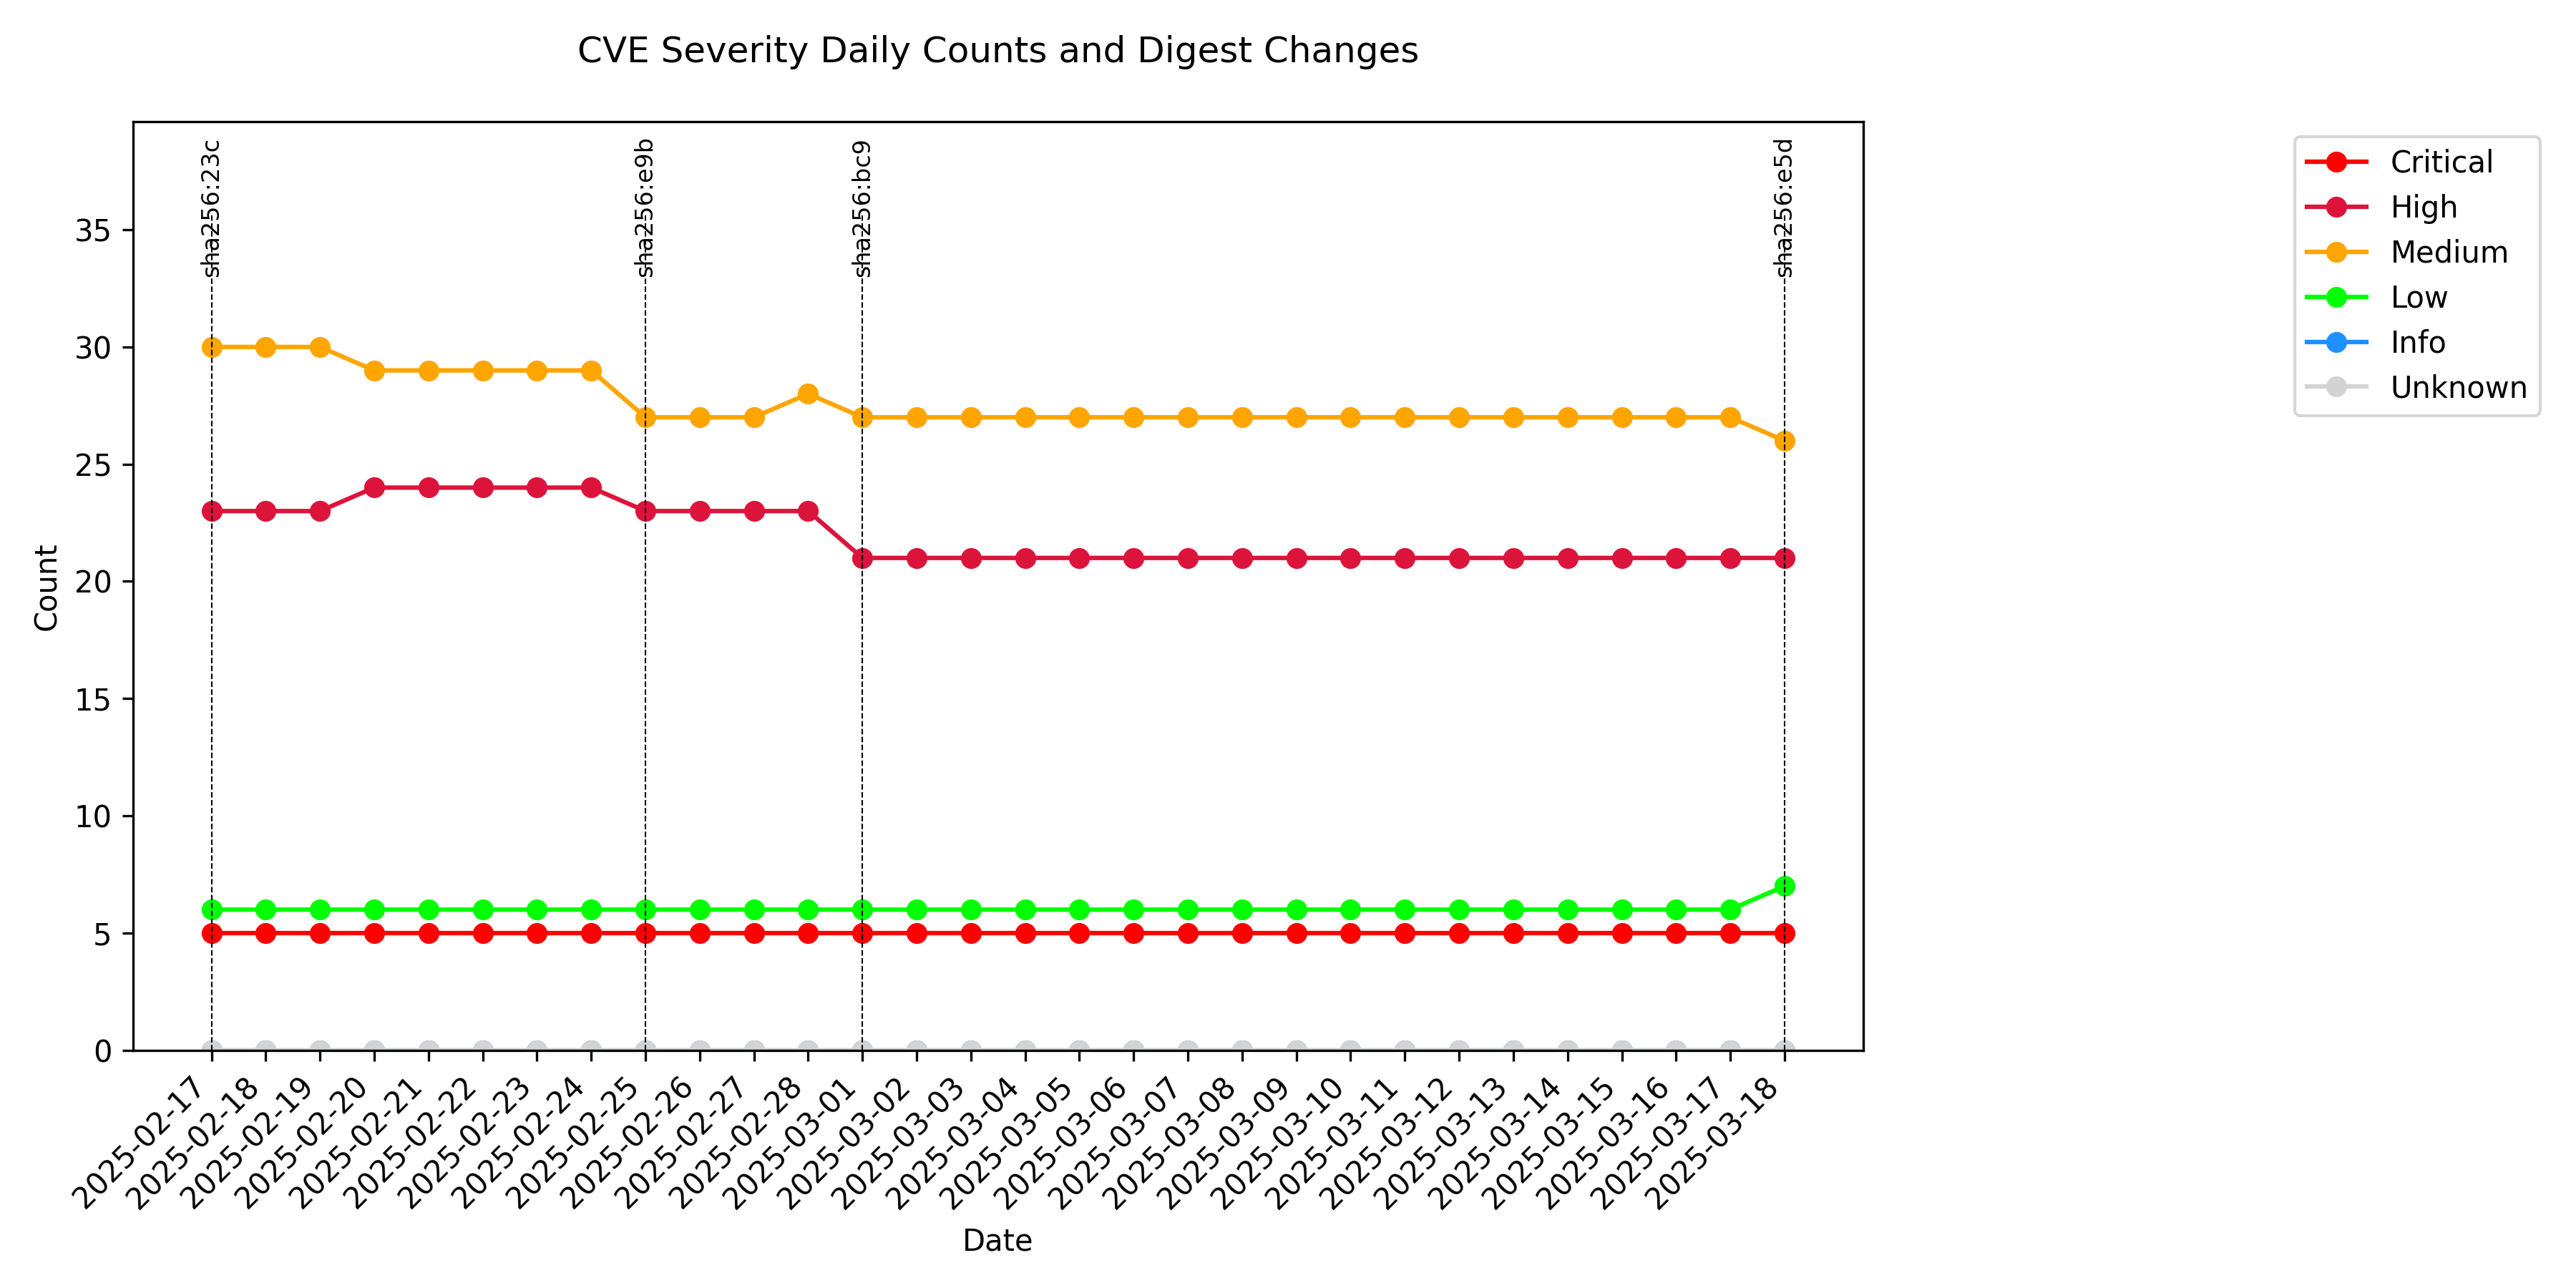 CVE Severity Daily Counts and Digest Changes
sha256:23c
sha256:e9b
sha256:bc9
sha256:e5d
Critical
High
Medium
Low
Info
Unknown
35
30
25
20
15
10
5
0
Count
2025-02-17
2025-02-18
2025-02-19
2025-02-20
2025-02-21
2025-02-22
2025-02-23
2025-02-24
2025-02-25
2025-02-26
2025-02-27
2025-02-28
2025-03-01
2025-03-02
2025-03-03
2025-03-04
2025-03-05
2025-03-06
2025-03-07
2025-03-08
2025-03-09
2025-03-10
2025-03-11
2025-03-12
2025-03-13
2025-03-14
2025-03-15
2025-03-16
2025-03-17
2025-03-18
Date